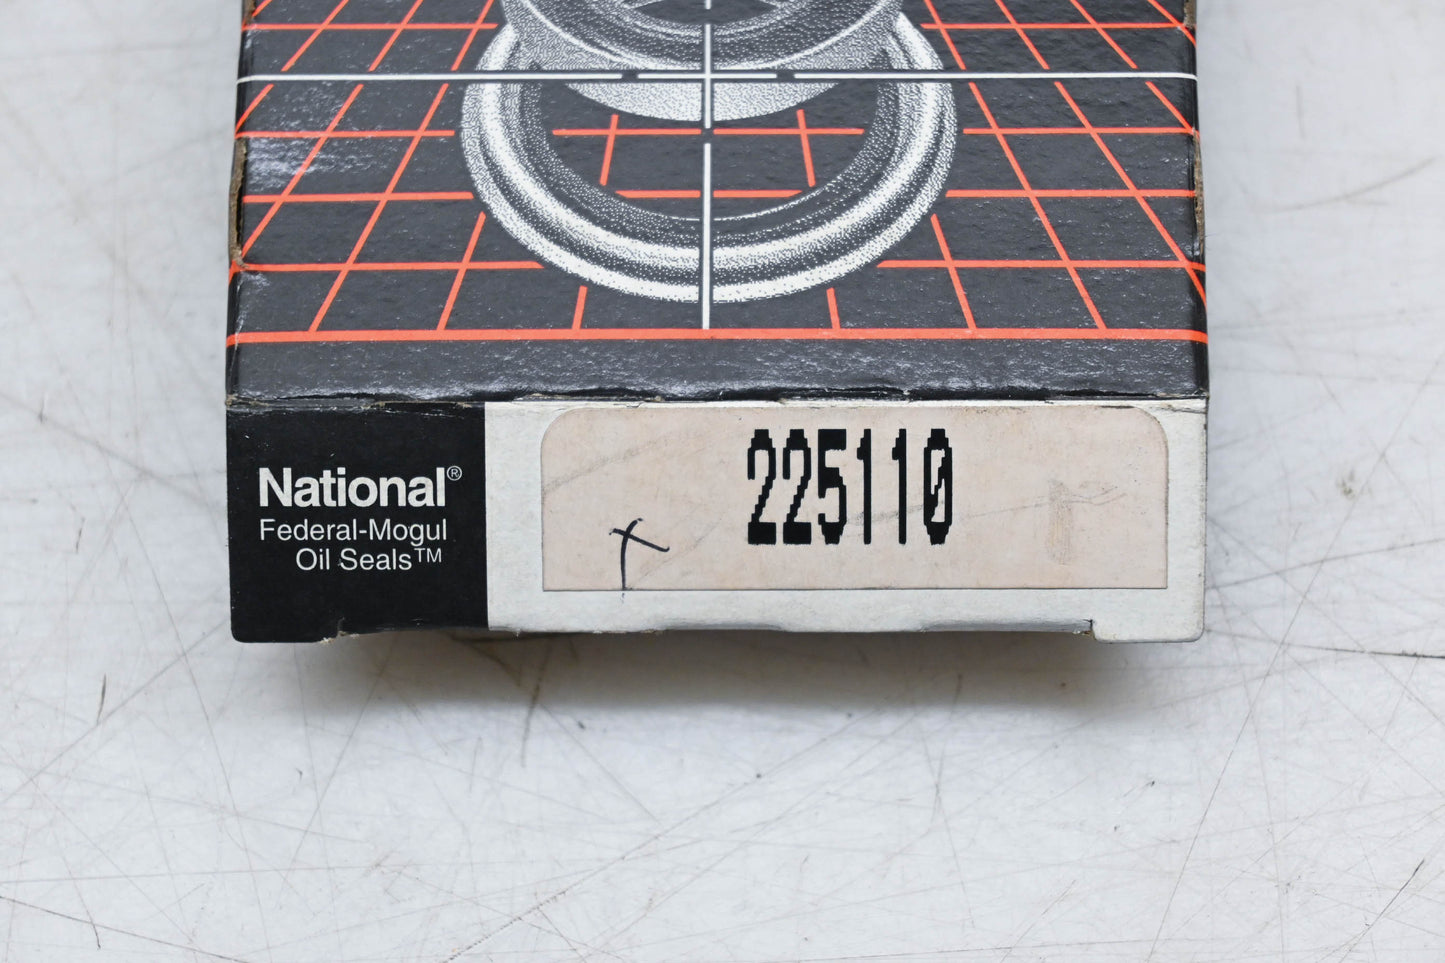 National®
Federal-Mogul
Oil Seals™
225110